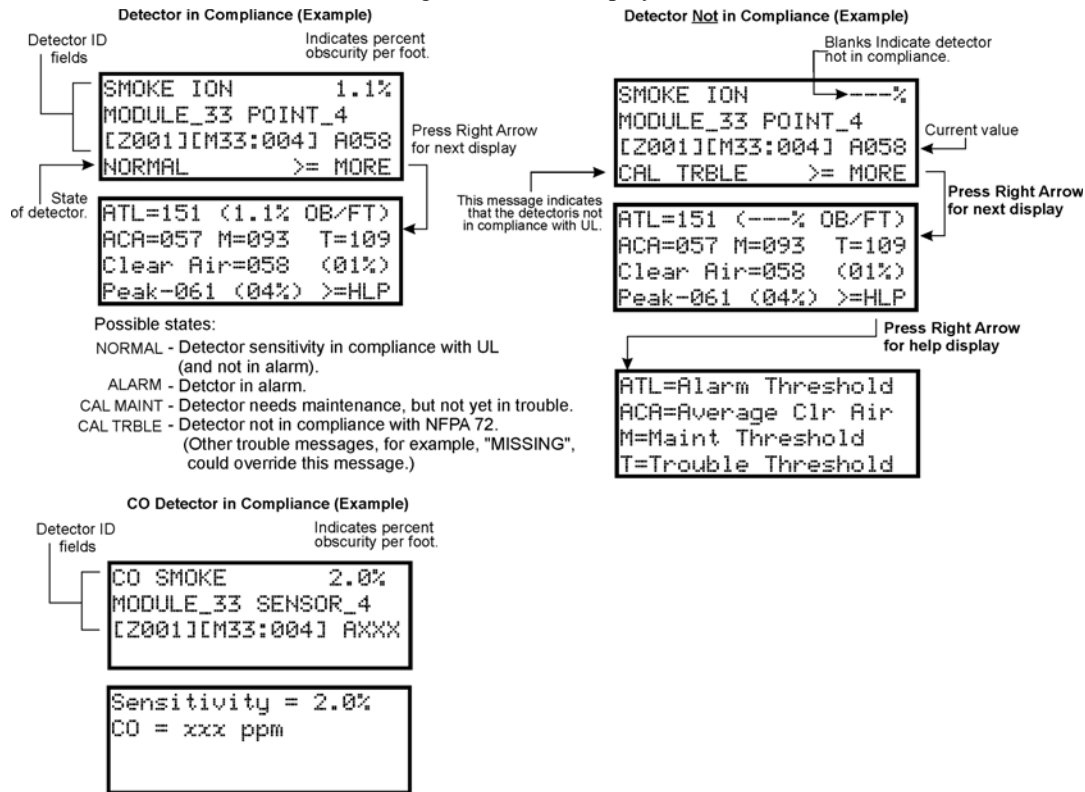 Detector in Compliance (Example)
Detector ID
fields
Indicates percent
obscurity per foot.
SMOKE ION 1.1%
MODULE_33 POINT_4
[Z001][M33:004] A058
NORMAL >= MORE
State
of detector.
Press Right Arrow
for next display
ATL=151 (1.1% OB/FT)
ACA=057 M=093 T=109
Clear Air=058 (01%)
Peak-061 (04%) >=HLP
Possible states:
NORMAL - Detector sensitivity in compliance with UL
(and not in alarm).
ALARM - Detctor in alarm.
CAL MAINT - Detector needs maintenance, but not yet in trouble.
CAL TRBLE - Detector not in compliance with NFPA 72.
(Other trouble messages, for example, "MISSING",
could override this message.)
Detector Not in Compliance (Example)
Blanks Indicate detector
not in compliance.
SMOKE ION ---%
MODULE_33 POINT_4
[Z001][M33:004] A058
CAL TRBLE >= MORE
Current value
This message indicates
that the detectoris not
in compliance with UL.
Press Right Arrow
for next display
ATL=151 (---% OB/FT)
ACA=057 M=093 T=109
Clear Air=058 (01%)
Peak-061 (04%) >=HLP
Press Right Arrow
for help display
ATL=Alarm Threshold
ACA=Average Clr Air
M=Maint Threshold
T=Trouble Threshold
CO Detector in Compliance (Example)
Detector ID
fields
Indicates percent
obscurity per foot.
CO SMOKE 2.0%
MODULE_33 SENSOR_4
[Z001][M33:004] AXXX
Sensitivity = 2.0%
CO = xxx ppm